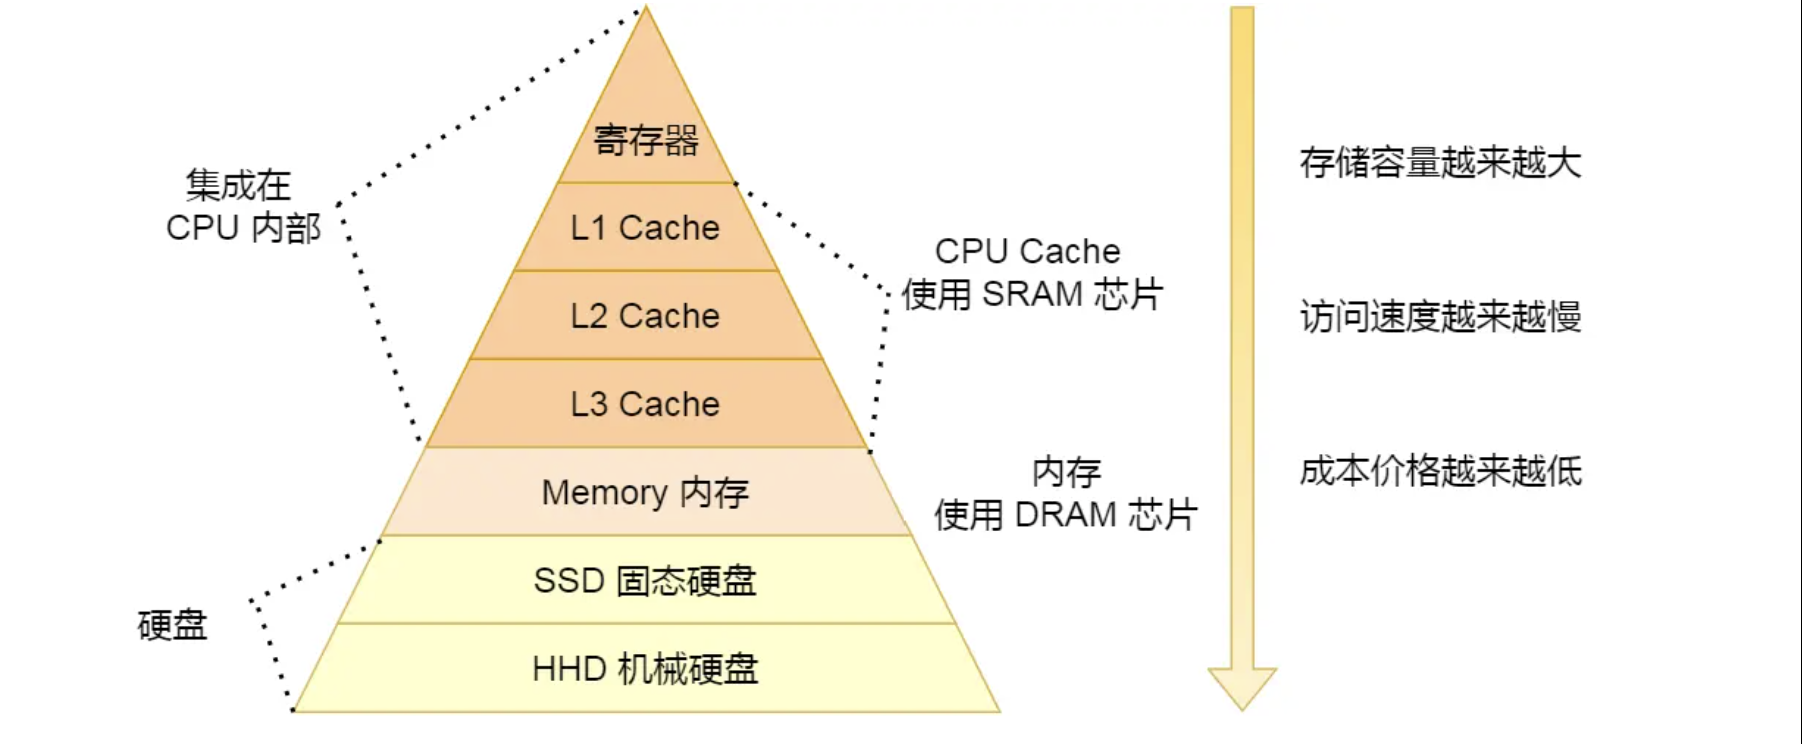 寄存器
集成在
CPU 内部
L1 Cache
L2 Cache
L3 Cache
CPU Cache
使用 SRAM 芯片
Memory 内存
内存
使用 DRAM 芯片
硬盘
SSD 固态硬盘
HHD 机械硬盘
存储容量越来越大
访问速度越来越慢
成本价格越来越低